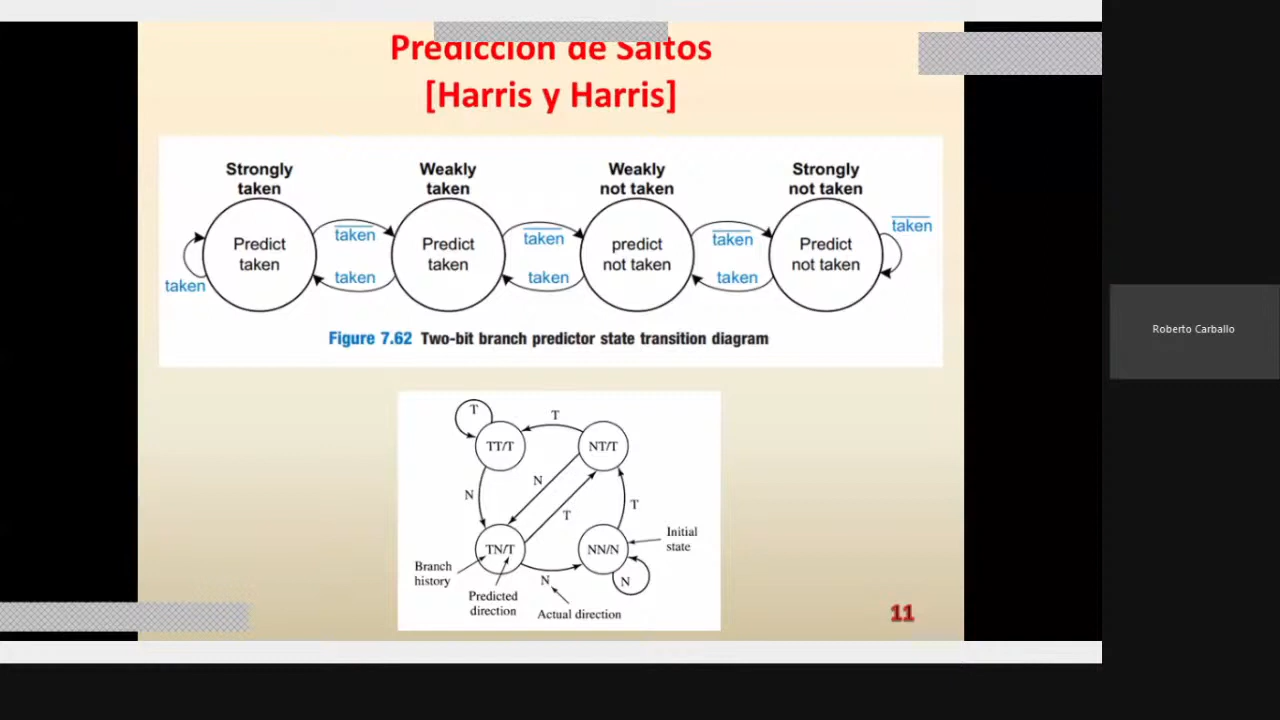 Predicción de Saltos
[Harris y Harris]
Strongly
taken
Weakly
taken
Weakly
not taken
Strongly
not taken
Predict
taken
Predict
taken
predict
not taken
Predict
not taken
taken
taken
taken
taken
taken
taken
taken
taken
Figure 7.62 Two-bit branch predictor state transition diagram
T
T
TT/T
NT/T
N
N
T
T
TN/T
NN/N
Initial
state
Branch
history
N
N
Predicted
direction
Actual direction
11
Roberto Carballo